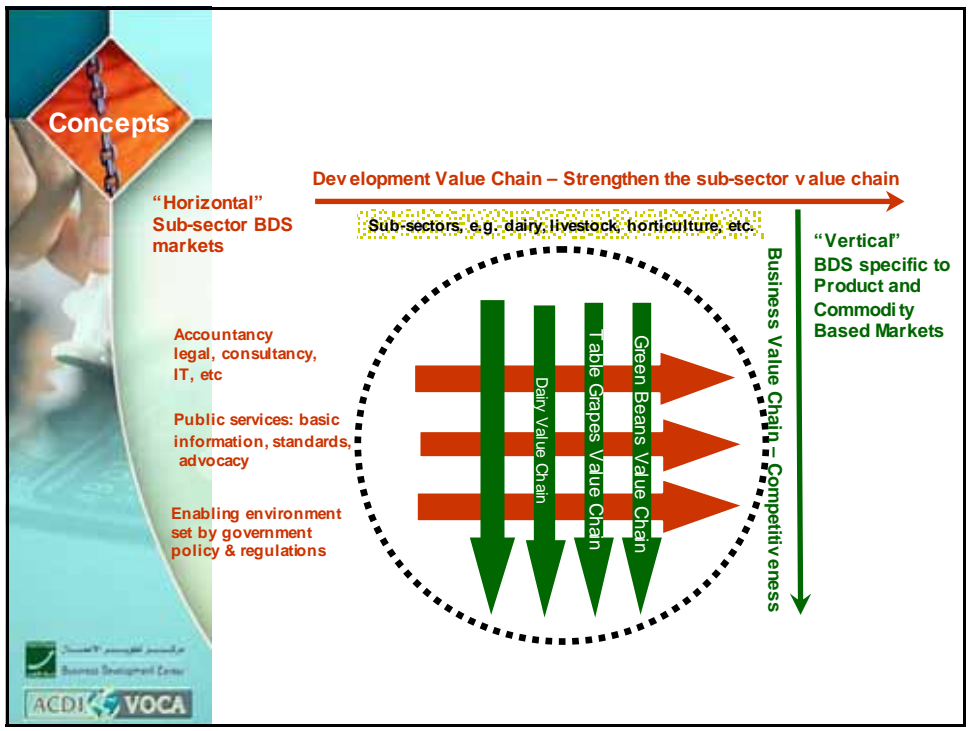 Concepts
Development Value Chain – Strengthen the sub-sector value chain
“Horizontal”
Sub-sector BDS
markets
Sub-sectors, e.g. dairy, livestock, horticulture, etc.
“Vertical”
BDS specific to
Product and
Commodity
Based Markets
Business Value Chain – Competitiveness
Accountancy
legal, consultancy,
IT, etc
Public services: basic
information, standards,
advocacy
Enabling environment
set by government
policy & regulations
Dairy Value Chain
Table Grapes Value Chain
Green Beans Value Chain
Business Development Center
ACDI VOCA